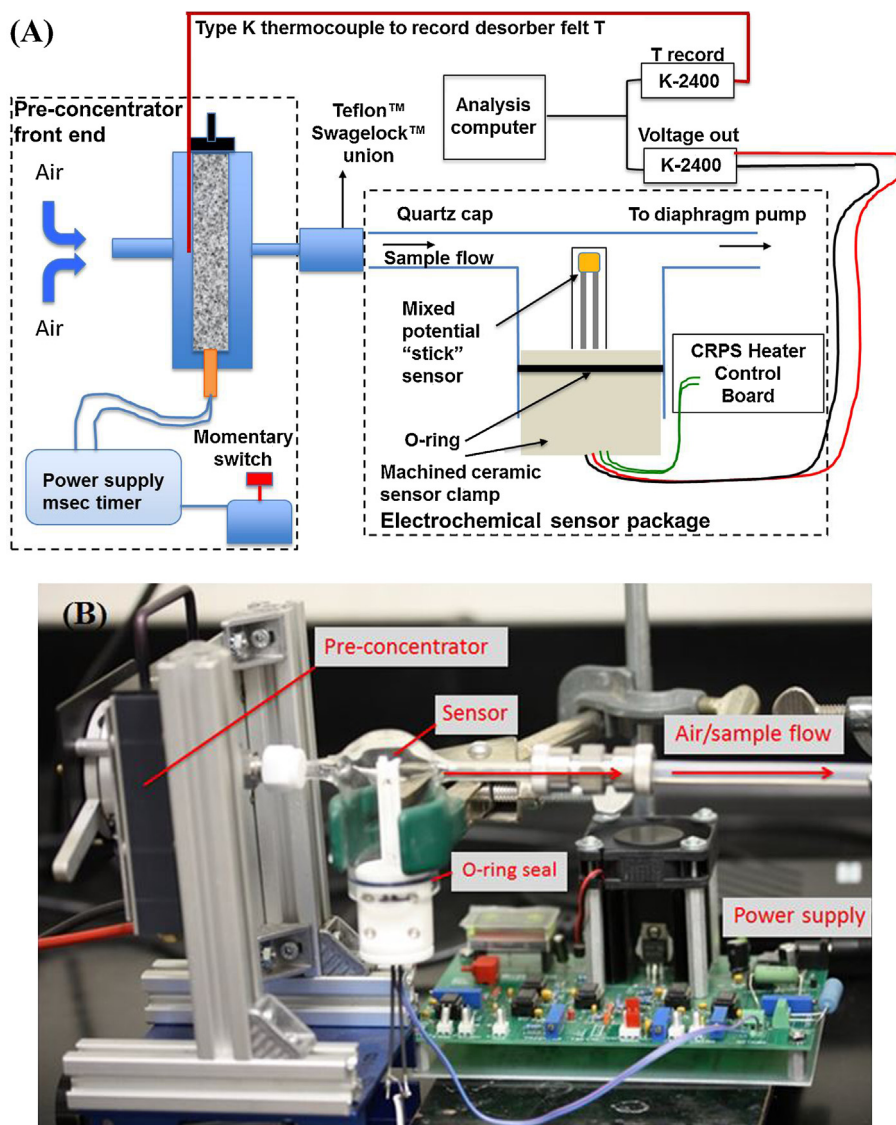 (A)
Type K thermocouple to record desorber felt T
T record
K-2400
Analysis
computer
Voltage out
K-2400
Pre-concentrator
front end
Teflon™
Swagelock™
union
Air
Air
Quartz cap
To diaphragm pump
Sample flow
Mixed
potential
“stick”
sensor
CRPS Heater
Control
Board
O-ring
Machined ceramic
sensor clamp
Momentary
switch
Power supply
msec timer
Electrochemical sensor package
(B)
Pre-concentrator
Sensor
Air/sample flow
O-ring seal
Power supply